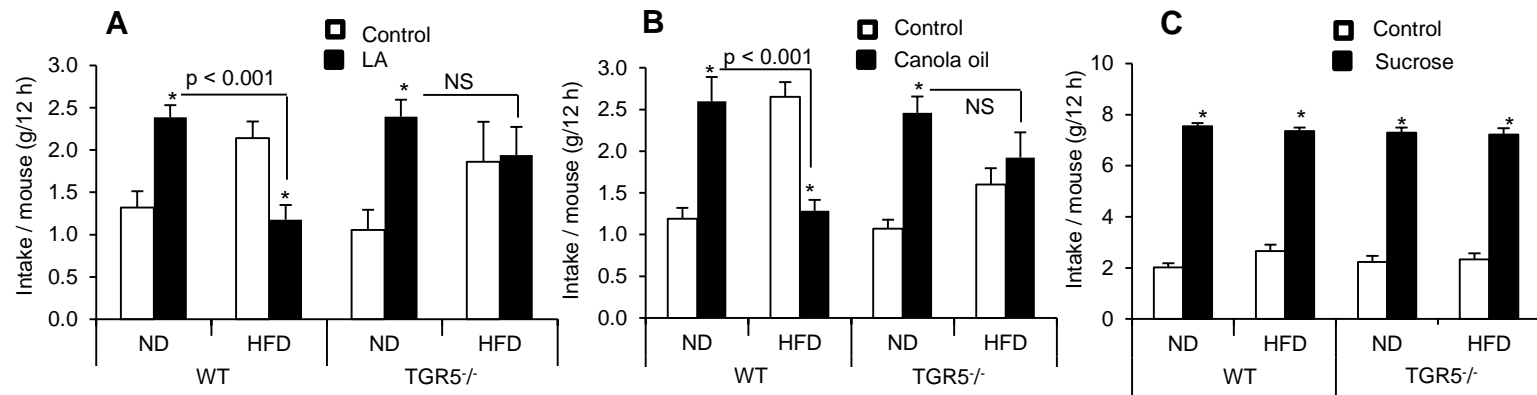 A
Control
LA
Intake / mouse (g/12 h)
3.0
2.5
2.0
1.5
1.0
0.5
0.0
*
p < 0.001
*
*
NS
ND
HFD
ND
HFD
WT
TGR5-/-
B
Control
Canola oil
Intake / mouse (g/12 h)
3.0
2.5
2.0
1.5
1.0
0.5
0.0
*
p < 0.001
*
*
NS
ND
HFD
ND
HFD
WT
TGR5-/-
C
Control
Sucrose
Intake / mouse (g/12 h)
10
8
6
4
2
0
*
*
*
*
ND
HFD
ND
HFD
WT
TGR5-/-